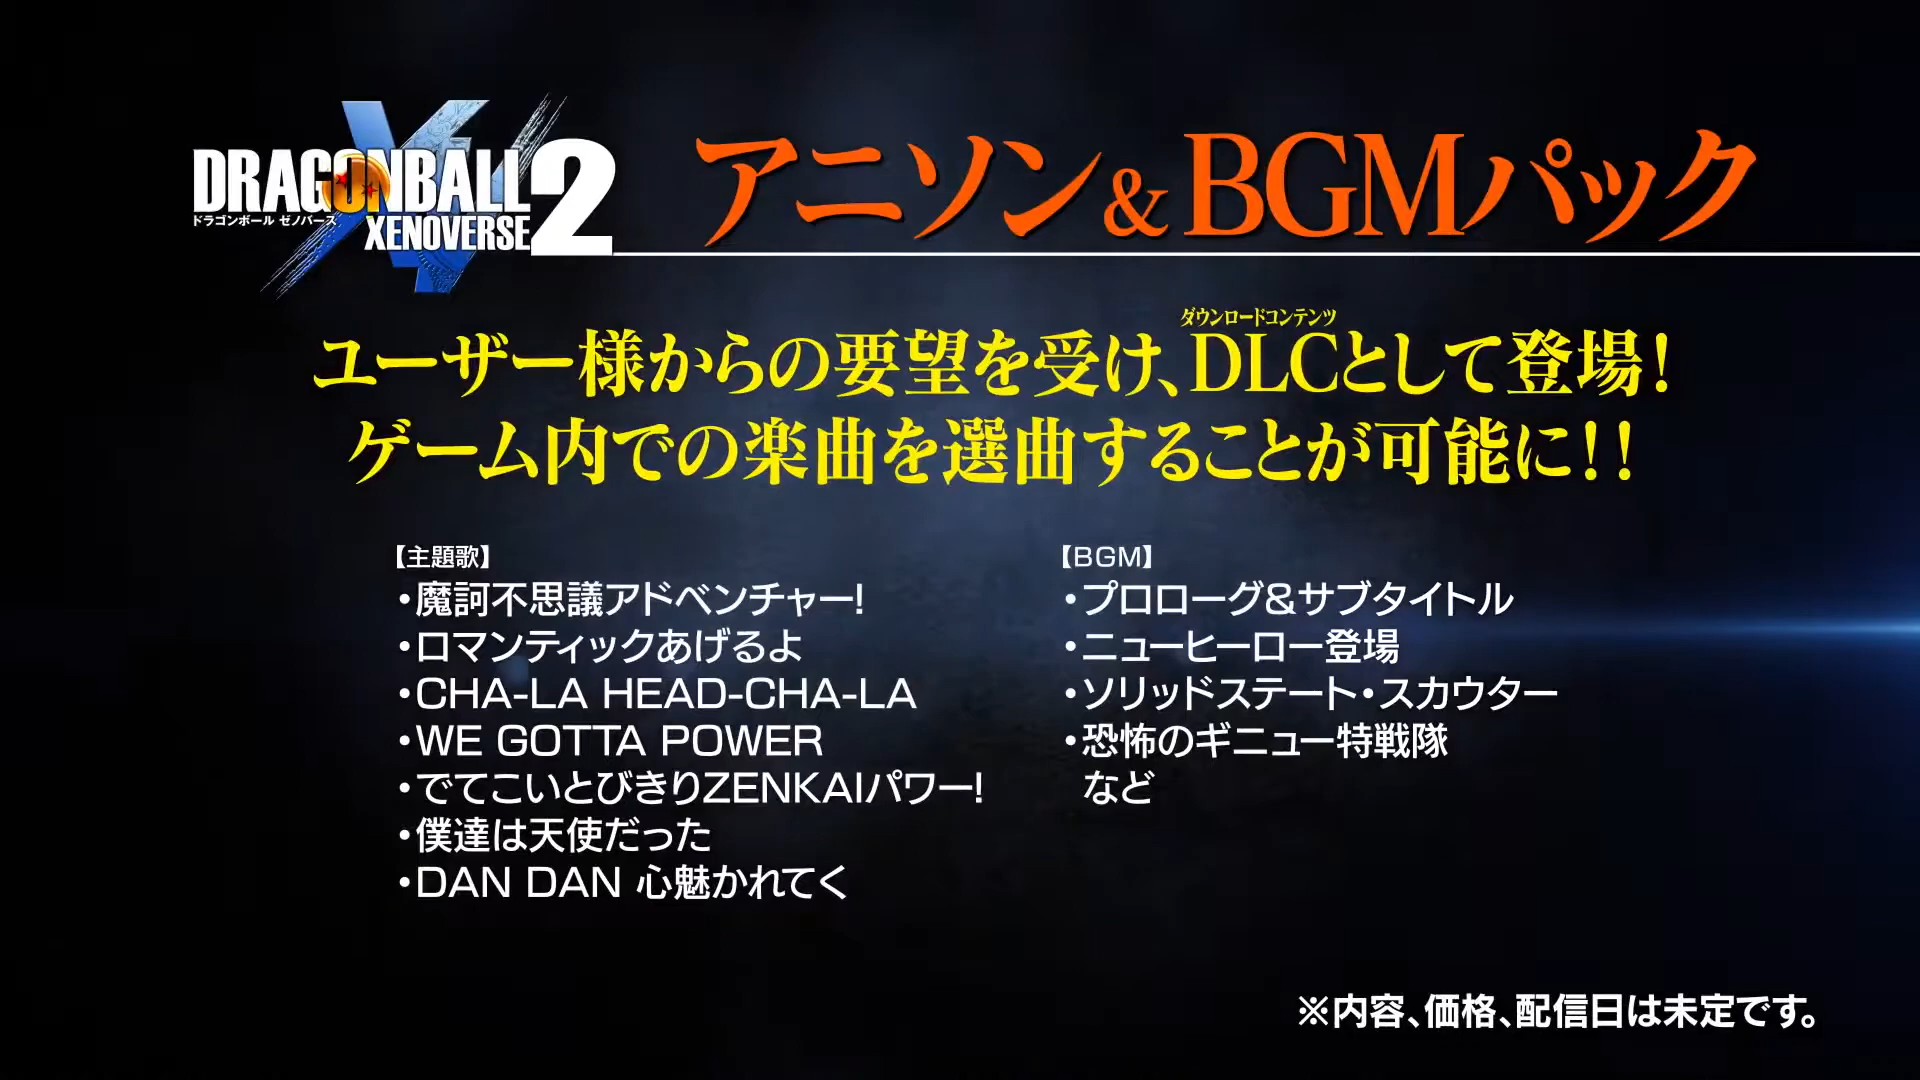 DRAGONBALL
ドラゴンボール ゼノバース
XENOVERSE 2
アニソン&BGMパック
ダウンロードコンテンツ
ユーザー様からの要望を受け、DLCとして登場!
ゲーム内での楽曲を選曲することが可能に!!
【主題歌】
・魔訶不思議アドベンチャー!
・ロマンティックあげるよ
・CHA-LA HEAD-CHA-LA
・WE GOTTA POWER
・でてこいとびきりZENKAIパワー!
・僕達は天使だった
・DAN DAN 心魅かれてく
【BGM】
・プロローグ&サブタイトル
・ニューヒーロー登場
・ソリッドステート・スカウター
・恐怖のギニュー特戦隊
など
※内容、価格、配信日は未定です。